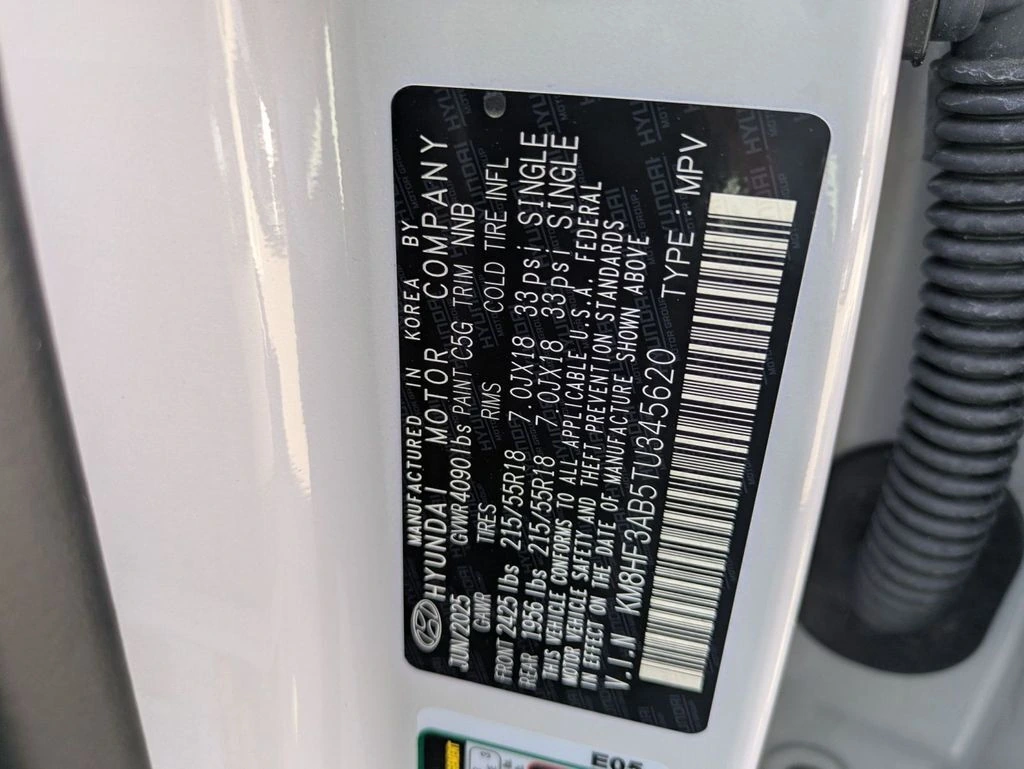 MANUFACTURED IN KOREA BY
HYUNDAI MOTOR COMPANY
JUN/2025 GVWR 4090lbs PAINT C5G TRIM NNB
GAWR TIRES RMS COLD TIRE INFL
FRONT 2425 lbs 215/55R18 7.0JX18 33psi SINGLE
REAR 1956 lbs 215/55R18 7.0JX18 33psi SINGLE
THIS VEHICLE CONFORMS TO ALL APPLICABLE U.S.A. FEDERAL
MOTOR VEHICLE SAFETY AND THEFT PREVENTION STANDARDS
IN EFFECT ON THE DATE OF MANUFACTURE SHOWN ABOVE
V.I.N KM8HF3AB5TU345620 TYPE:MPV
E05